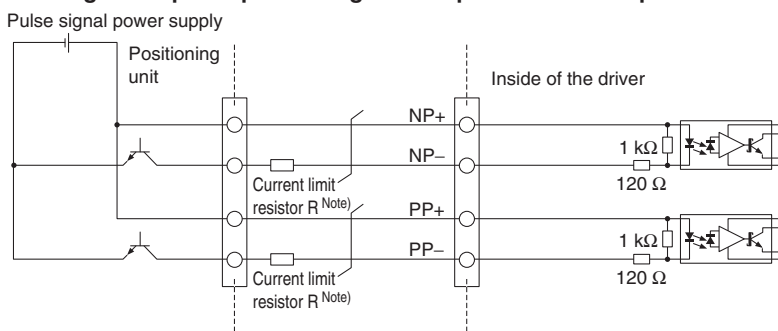 Pulse signal power supply
Positioning
unit
Inside of the driver
NP+
1 kΩ
NP−
120 Ω
Current limit
resistor R Note)
PP+
1 kΩ
PP−
120 Ω
Current limit
resistor R Note)